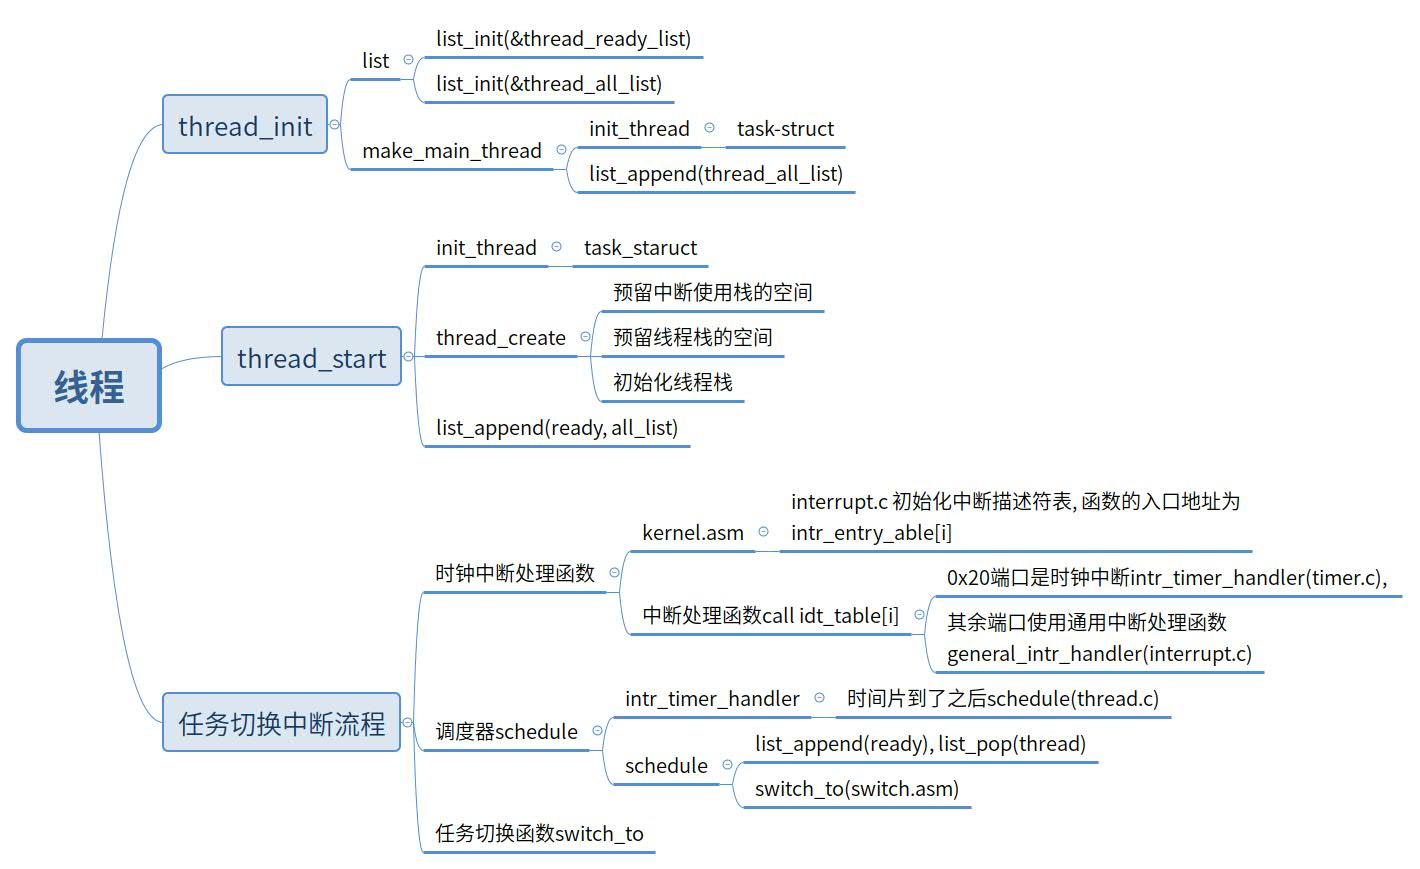 线程
thread_init
list
list_init(&thread_ready_list)
list_init(&thread_all_list)
make_main_thread
init_thread
task-struct
list_append(thread_all_list)
thread_start
init_thread
task_staruct
thread_create
预留中断使用栈的空间
预留线程栈的空间
初始化线程栈
list_append(ready, all_list)
任务切换中断流程
时钟中断处理函数
kernel.asm
interrupt.c 初始化中断描述符表, 函数的入口地址为
intr_entry_able[i]
中断处理函数call idt_table[i]
0x20端口是时钟中断intr_timer_handler(timer.c),
其余端口使用通用中断处理函数
general_intr_handler(interrupt.c)
调度器schedule
intr_timer_handler
时间片到了之后schedule(thread.c)
schedule
list_append(ready), list_pop(thread)
switch_to(switch.asm)
任务切换函数switch_to